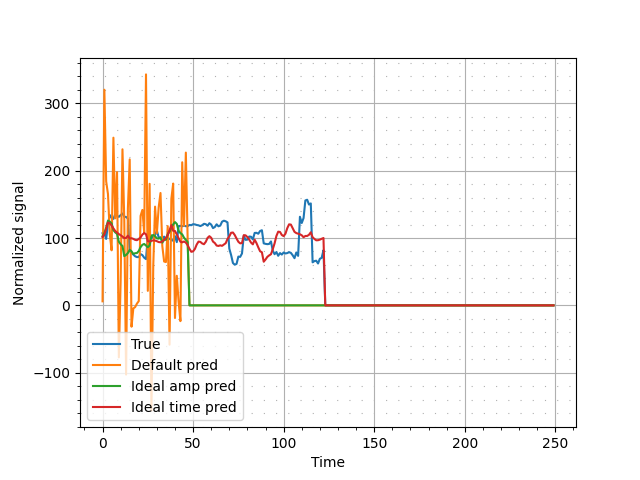 300
200
100
0
−100
Normalized signal
True
Default pred
Ideal amp pred
Ideal time pred
0 50 100 150 200 250
Time